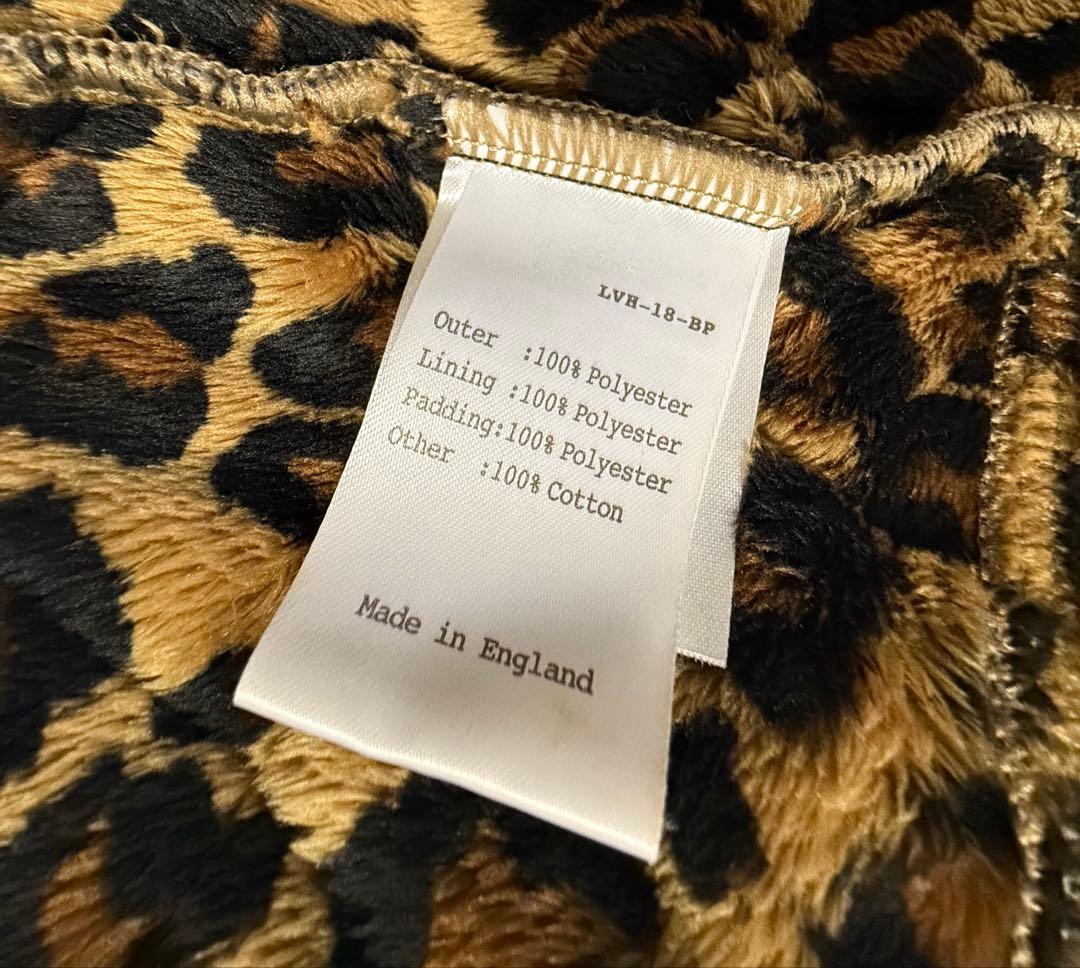 LVH-18-BP
Outer :100% Polyester
Lining :100% Polyester
Padding:100% Polyester
Other :100% Cotton
Made in England